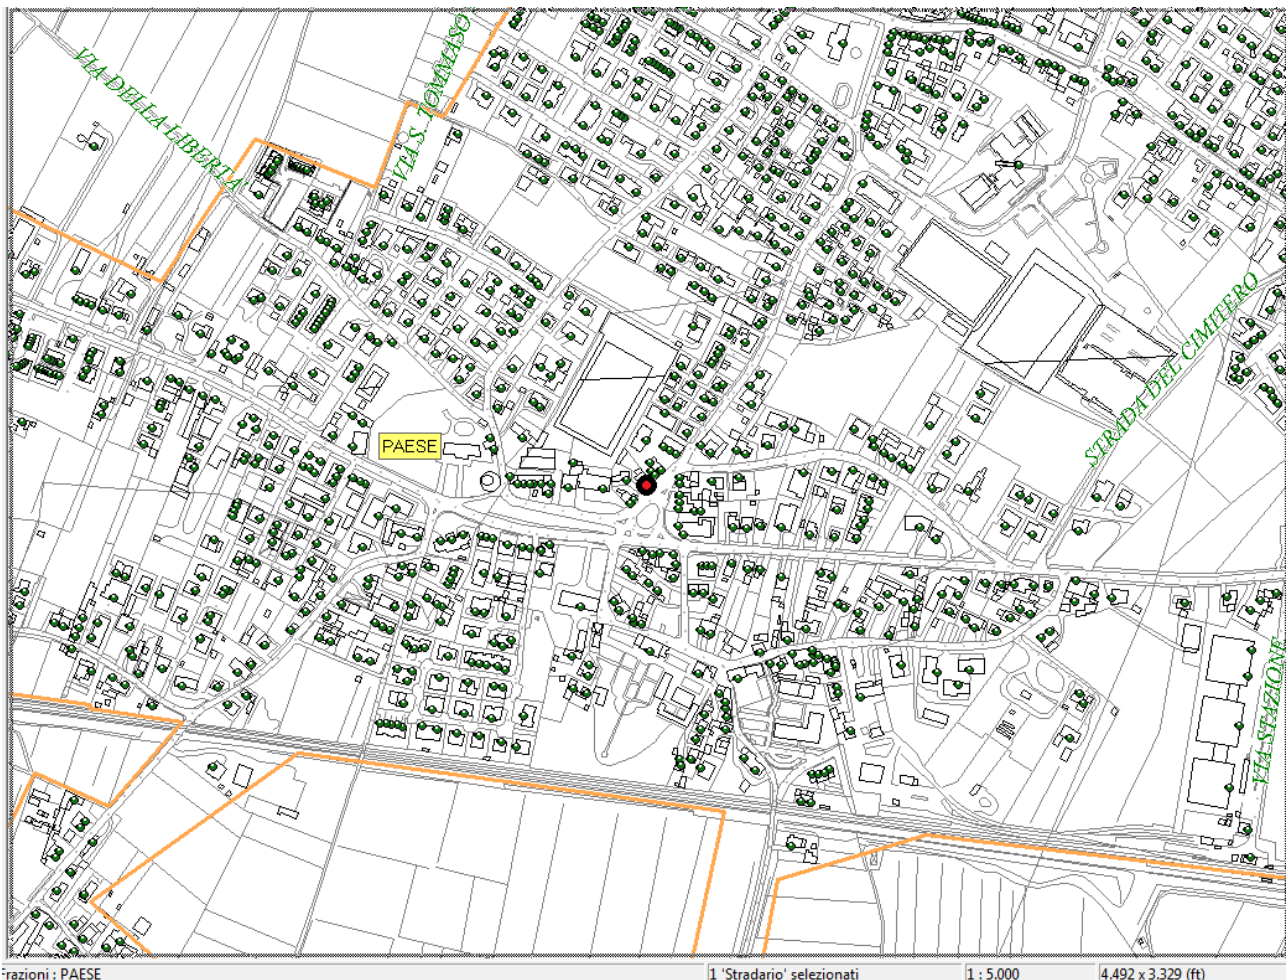 VIA S. TOMMASO
VIA DELLA LIBERTA'
STRADA DEL CIMITERO
PAESE
VIA STAZIONE
Frazioni : PAESE
1 'Stradario' selezionati
1 : 5.000
4.492 x 3.329 (ft)